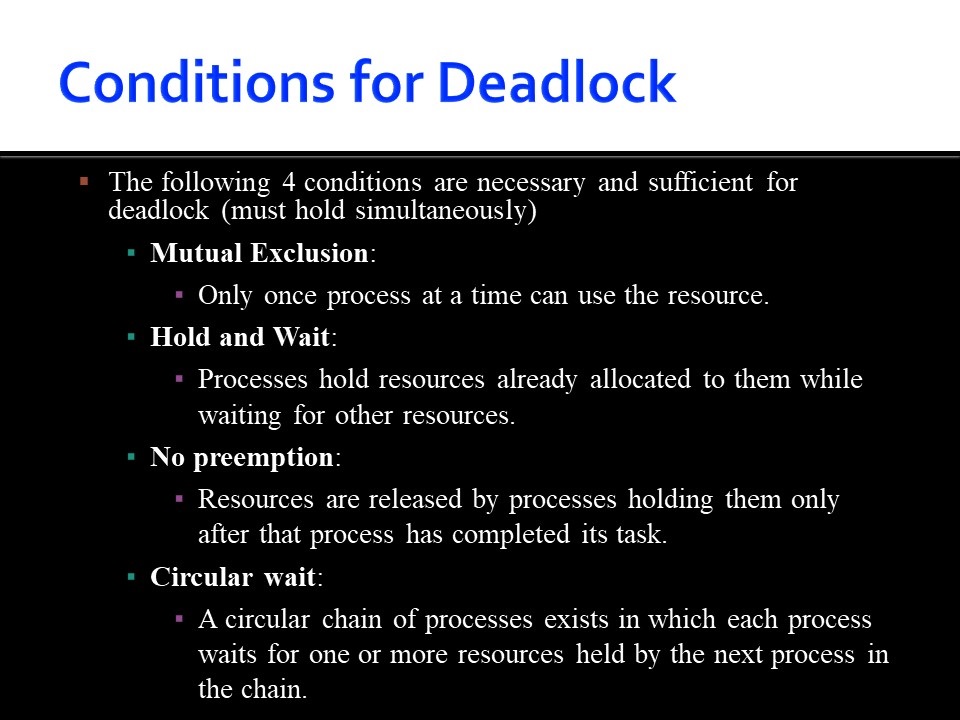 Conditions for Deadlock
▪ The following 4 conditions are necessary and sufficient for
deadlock (must hold simultaneously)
▪ Mutual Exclusion:
▪ Only once process at a time can use the resource.
▪ Hold and Wait:
▪ Processes hold resources already allocated to them while
waiting for other resources.
▪ No preemption:
▪ Resources are released by processes holding them only
after that process has completed its task.
▪ Circular wait:
▪ A circular chain of processes exists in which each process
waits for one or more resources held by the next process in
the chain.